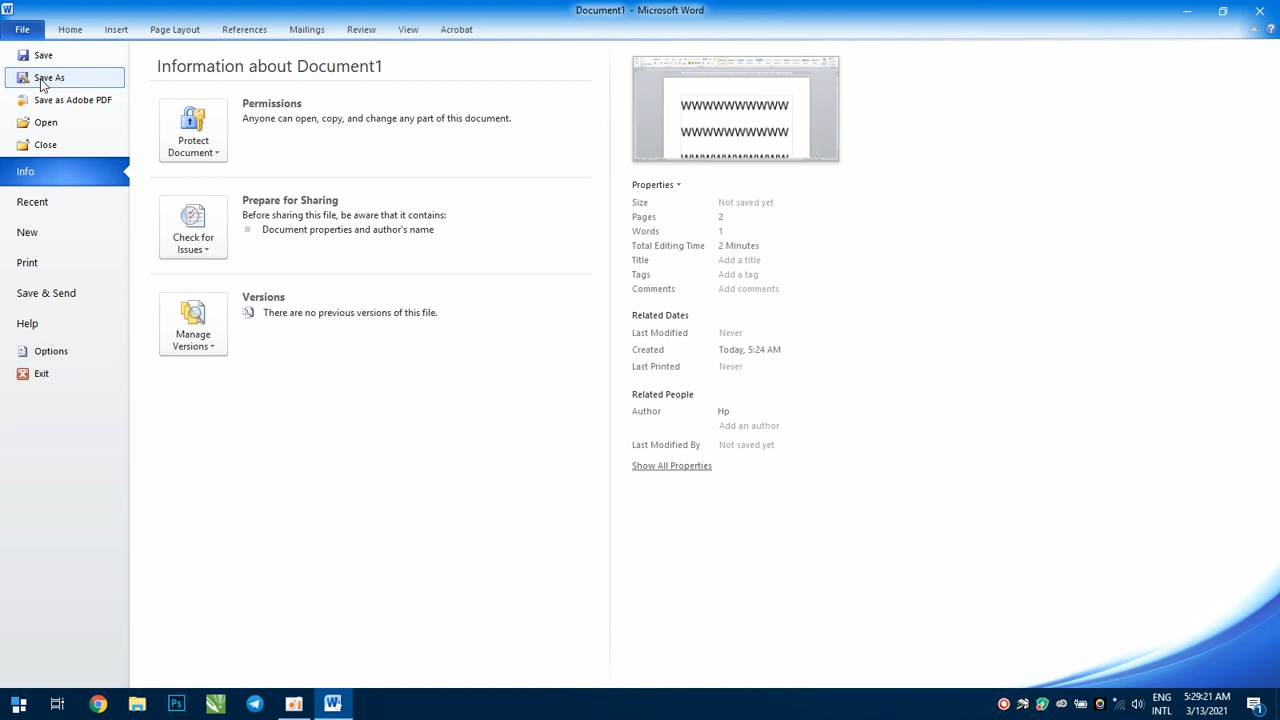 Document1 - Microsoft Word
File Home Insert Page Layout References Mailings Review View Acrobat
Save
Save As
Save as Adobe PDF
Open
Close
Info
Recent
New
Print
Save & Send
Help
Options
Exit
Information about Document1
Protect
Document
Permissions
Anyone can open, copy, and change any part of this document.
Check for
Issues
Prepare for Sharing
Before sharing this file, be aware that it contains:
Document properties and author's name
Manage
Versions
Versions
There are no previous versions of this file.
WWWWWWWWWW
WWWWWWWWWW
WWWWWWWWWW
Properties
Size Not saved yet
Pages 2
Words 1
Total Editing Time 2 Minutes
Title Add a title
Tags Add a tag
Comments Add comments
Related Dates
Last Modified Never
Created Today, 5:24 AM
Last Printed Never
Related People
Author Hp
Add an author
Last Modified By Not saved yet
Show All Properties
Ps
ENG
INTL
5:29:21 AM
3/13/2021